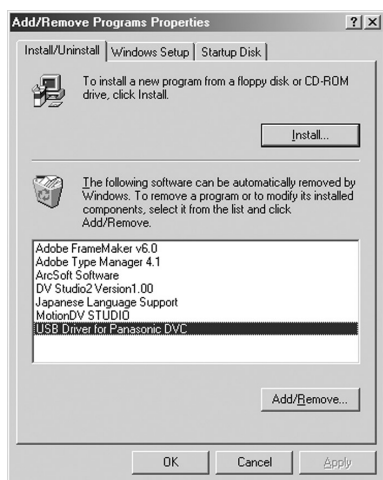 Add/Remove Programs Properties
? X
Install/Uninstall Windows Setup Startup Disk
To install a new program from a floppy disk or CD-ROM
drive, click Install.
Install...
The following software can be automatically removed by
Windows. To remove a program or to modify its installed
components, select it from the list and click
Add/Remove.
Adobe FrameMaker v6.0
Adobe Type Manager 4.1
ArcSoft Software
DV Studio2 Version1.00
Japanese Language Support
MotionDV STUDIO
USB Driver for Panasonic DVC
Add/Remove...
OK Cancel Apply